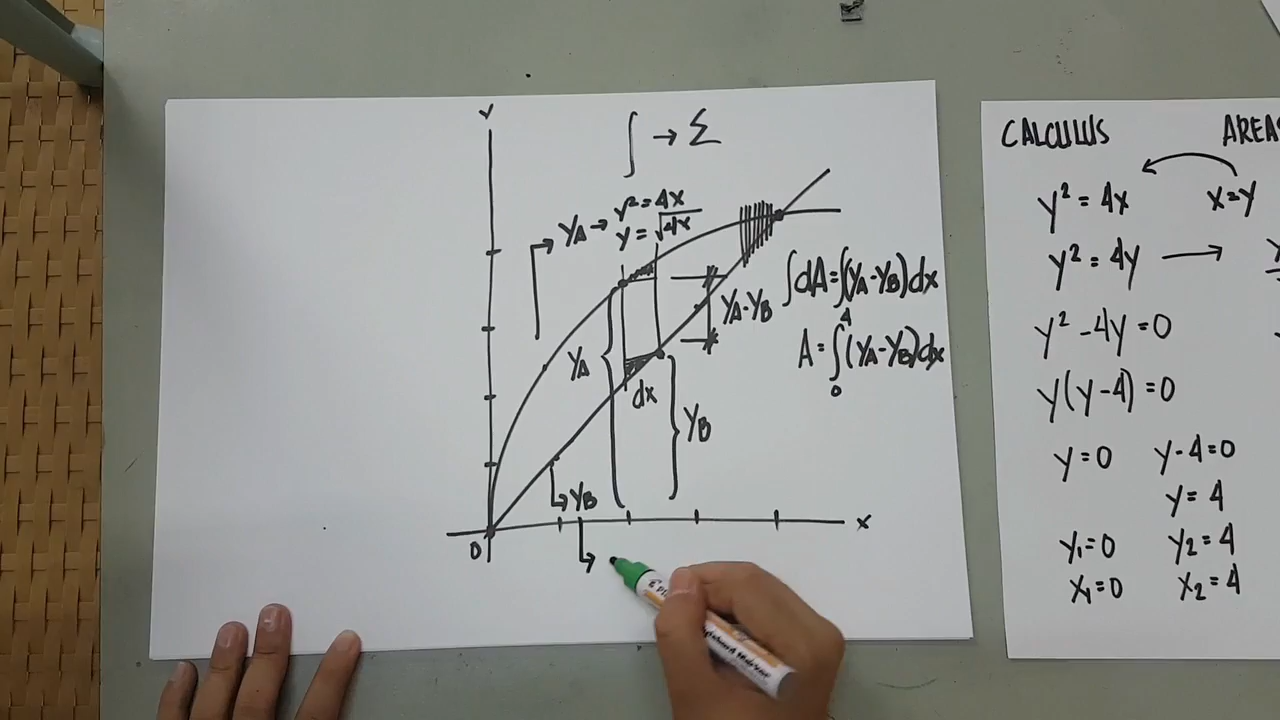 Y
∫ → Σ
YA → y² = 4x
y = √4x
∫dA = ∫(YA-YB)dx
YA-YB
A = ∫₀⁴ (YA-YB)dx
YA
dx
YB
YB
X
0
CALCULUS AREAS
y² = 4x x=y
y² = 4y →
y² - 4y = 0
y(y-4) = 0
y=0 y-4=0
y=4
y₁=0 y₂=4
x₁=0 x₂=4